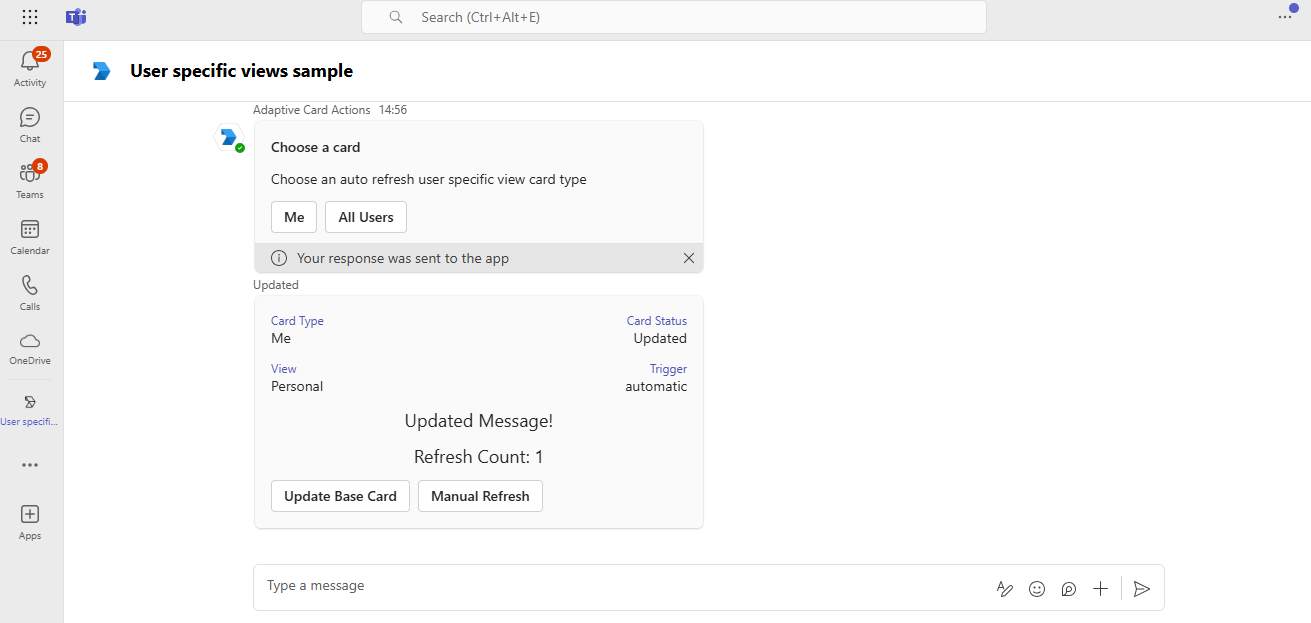 Search (Ctrl+Alt+E)
25
Activity
Chat
8
Teams
Calendar
Calls
OneDrive
User specifi...
Apps
User specific views sample
Adaptive Card Actions 14:56
Choose a card
Choose an auto refresh user specific view card type
Me All Users
Your response was sent to the app
Updated
Card Type Card Status
Me Updated
View Trigger
Personal automatic
Updated Message!
Refresh Count: 1
Update Base Card Manual Refresh
Type a message